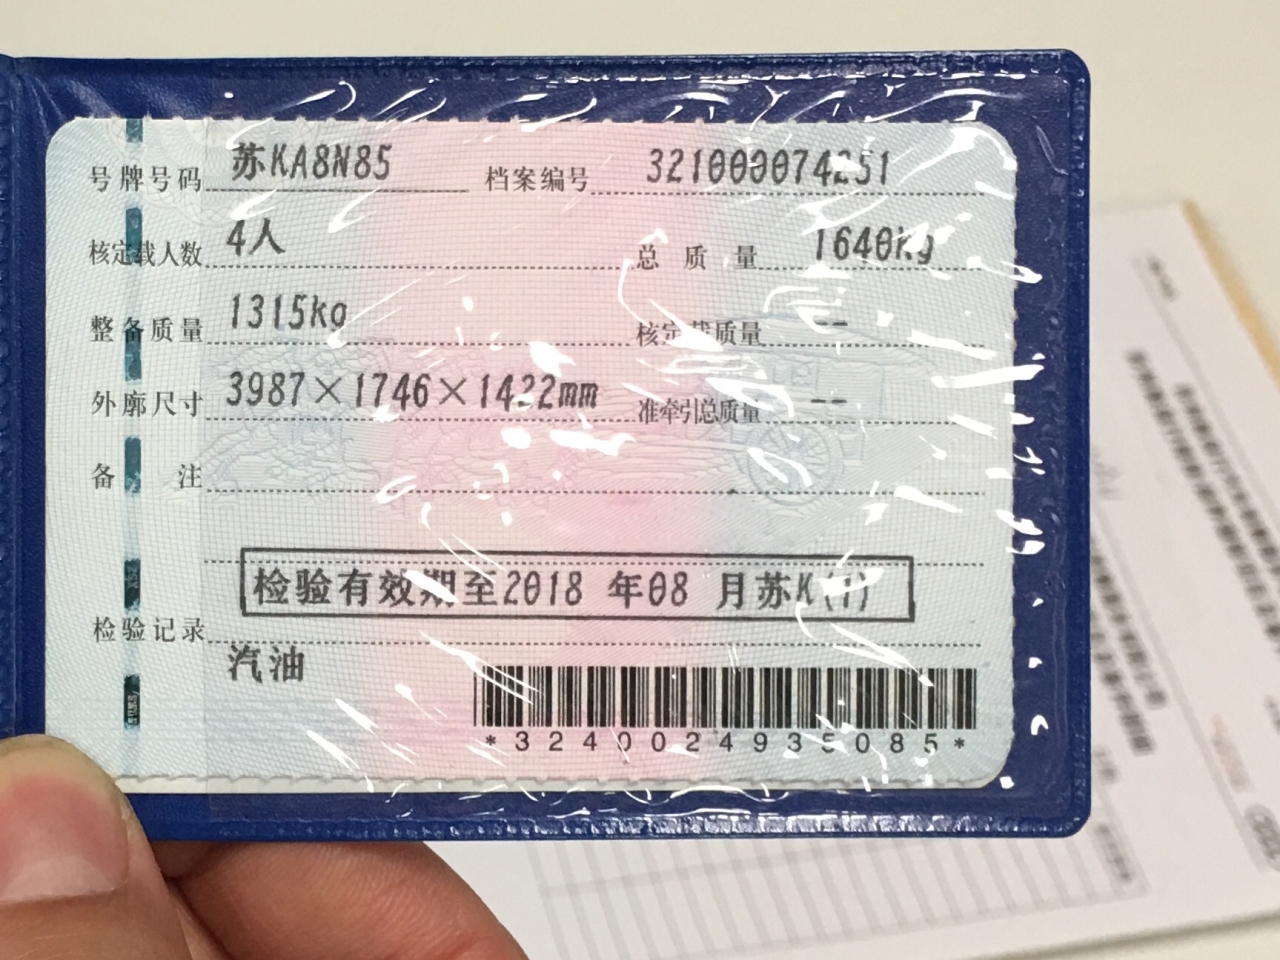 号牌号码 苏KA8N85 档案编号 321000074251
核定载人数 4人 总质量 1640kg
整备质量 1315kg 核定载质量 --
外廓尺寸 3987×1746×1422mm 准牵引总质量 --
备注
检验有效期至2018 年08 月苏K(1)
检验记录
汽油
*3240024935085*